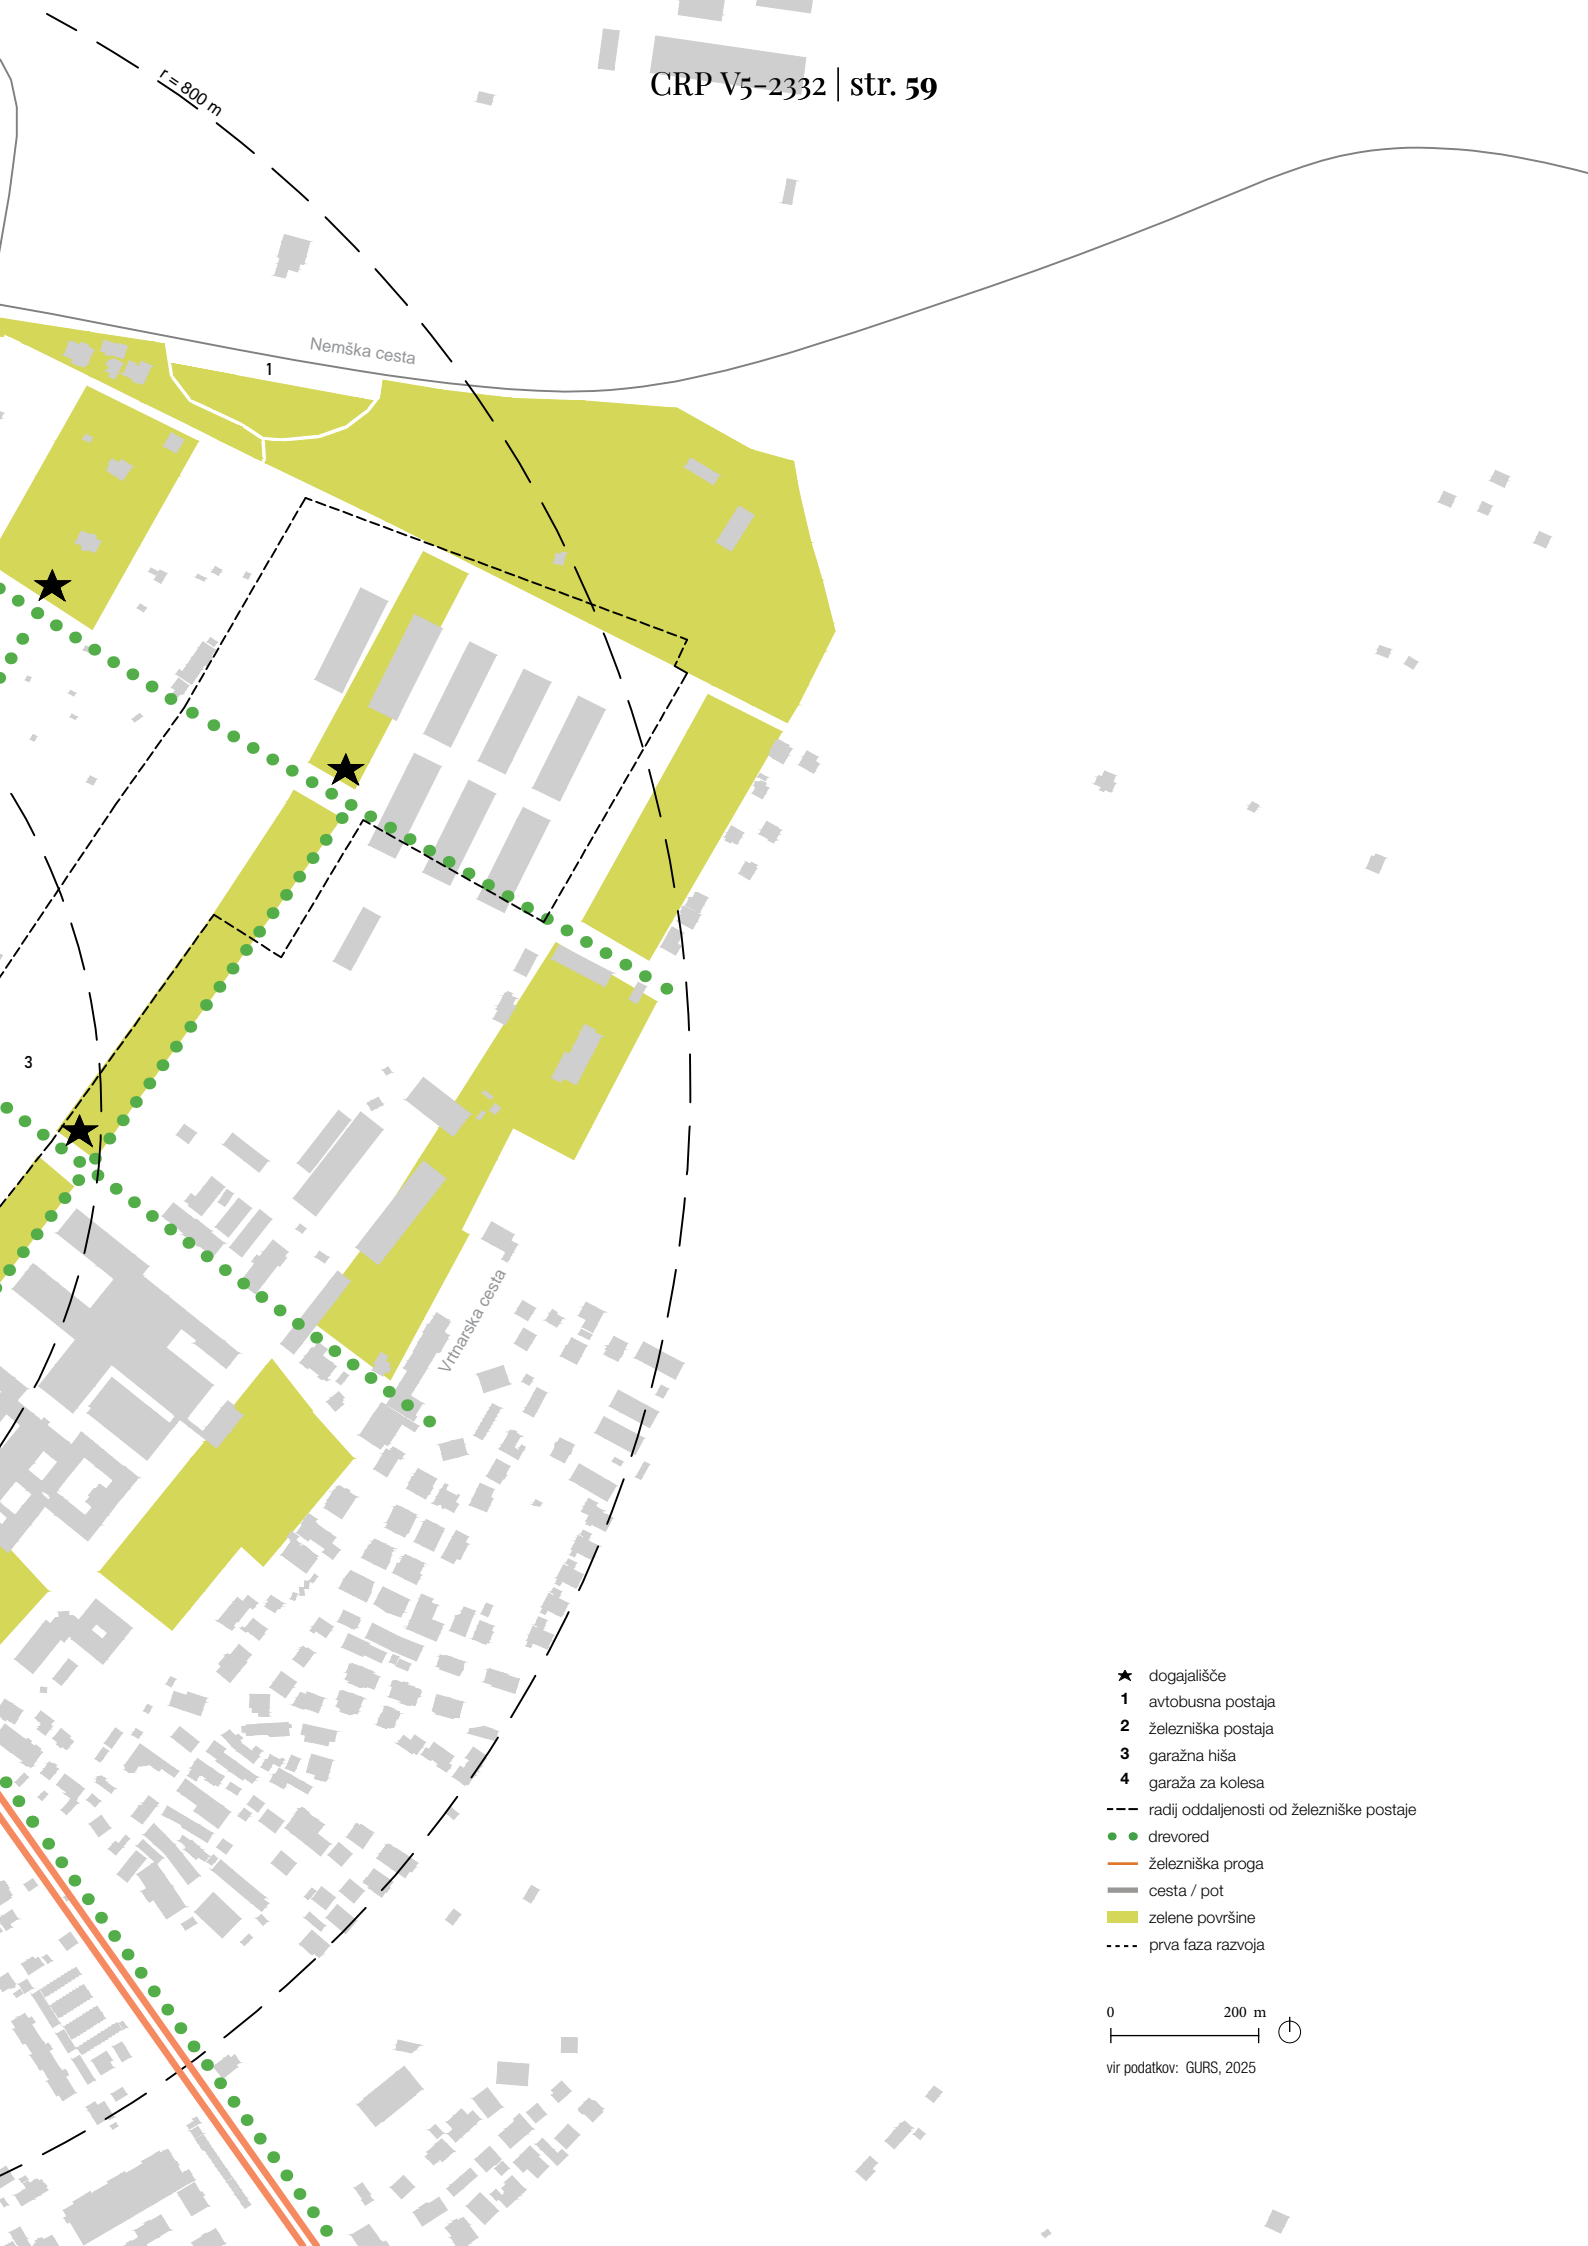 CRP V5-2332 | str. 59
r = 800 m
Nemška cesta
1
3
Vrtnarska cesta
dogajališče
1 avtobusna postaja
2 železniška postaja
3 garažna hiša
4 garaža za kolesa
radij oddaljenosti od železniške postaje
drevored
železniška proga
cesta / pot
zelene površine
prva faza razvoja
0 200 m
vir podatkov: GURS, 2025